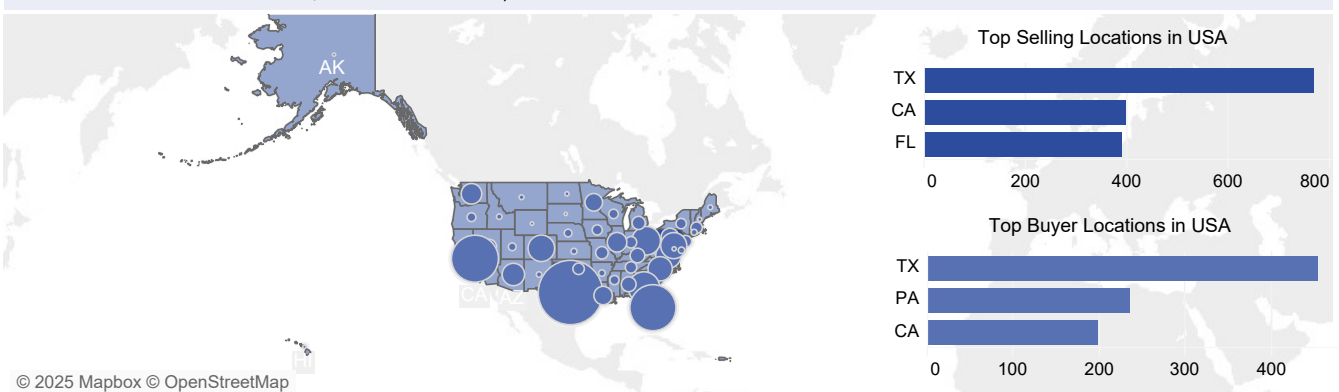 AK
CA
AZ
HI
© 2025 Mapbox © OpenStreetMap
Top Selling Locations in USA
TX
CA
FL
0 200 400 600 800
Top Buyer Locations in USA
TX
PA
CA
0 100 200 300 400